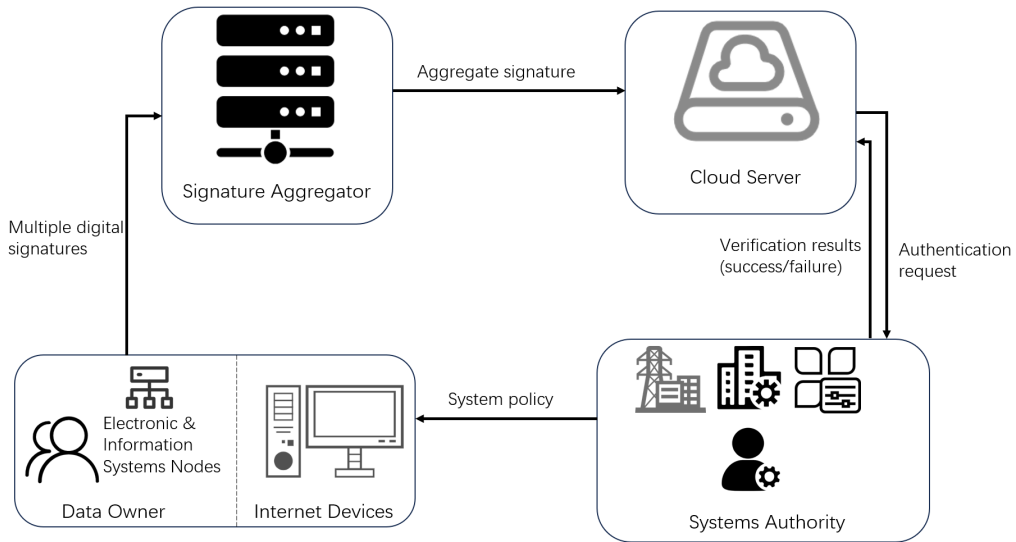 Aggregate signature
Signature Aggregator
Cloud Server
Multiple digital
signatures
Verification results
(success/failure)
Authentication
request
Electronic &
Information
Systems Nodes
Data Owner
Internet Devices
System policy
Systems Authority